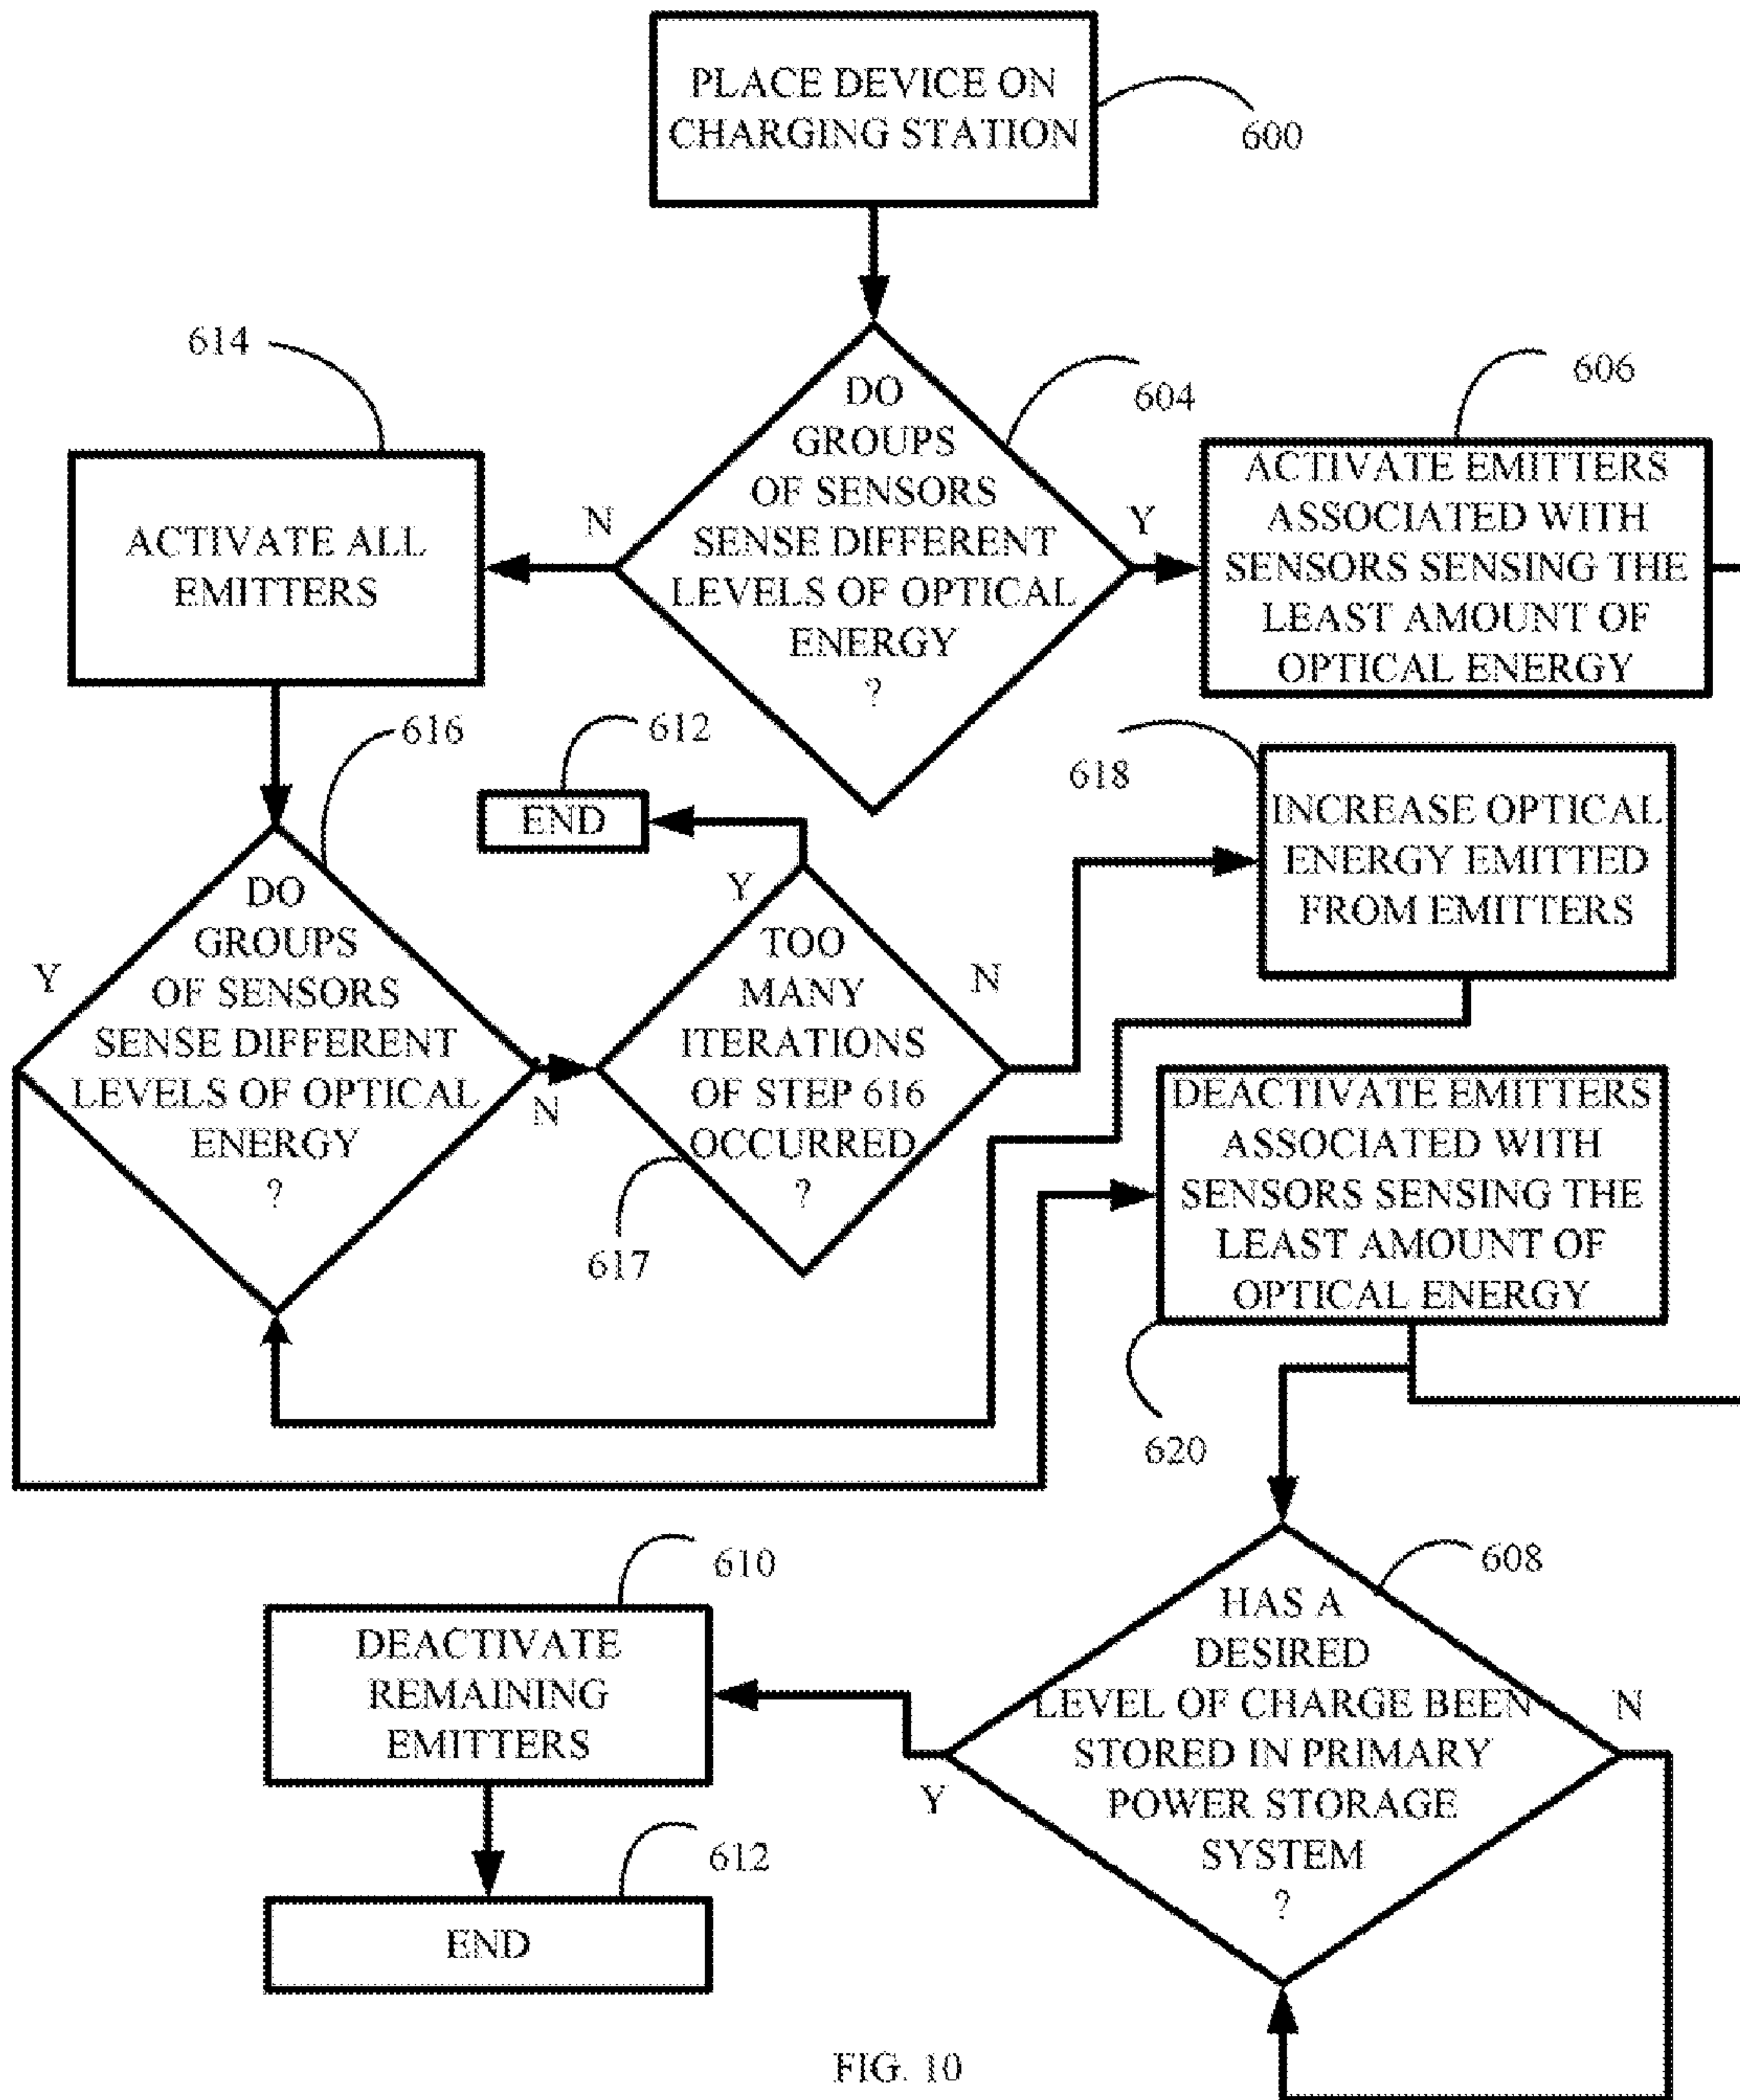 PLACE DEVICE ON
CHARGING STATION
600
614
DO
GROUPS
OF SENSORS
SENSE DIFFERENT
LEVELS OF OPTICAL
ENERGY
?
604
N
Y
606
ACTIVATE EMITTERS
ASSOCIATED WITH
SENSORS SENSING THE
LEAST AMOUNT OF
OPTICAL ENERGY
ACTIVATE ALL
EMITTERS
616
612
END
618
INCREASE OPTICAL
ENERGY EMITTED
FROM EMITTERS
DO
GROUPS
OF SENSORS
SENSE DIFFERENT
LEVELS OF OPTICAL
ENERGY
?
Y
N
TOO
MANY
ITERATIONS
OF STEP 616
OCCURRED
?
Y
N
617
DEACTIVATE EMITTERS
ASSOCIATED WITH
SENSORS SENSING THE
LEAST AMOUNT OF
OPTICAL ENERGY
620
610
DEACTIVATE
REMAINING
EMITTERS
608
HAS A
DESIRED
LEVEL OF CHARGE BEEN
STORED IN PRIMARY
POWER STORAGE
SYSTEM
?
N
Y
612
END
FIG. 10